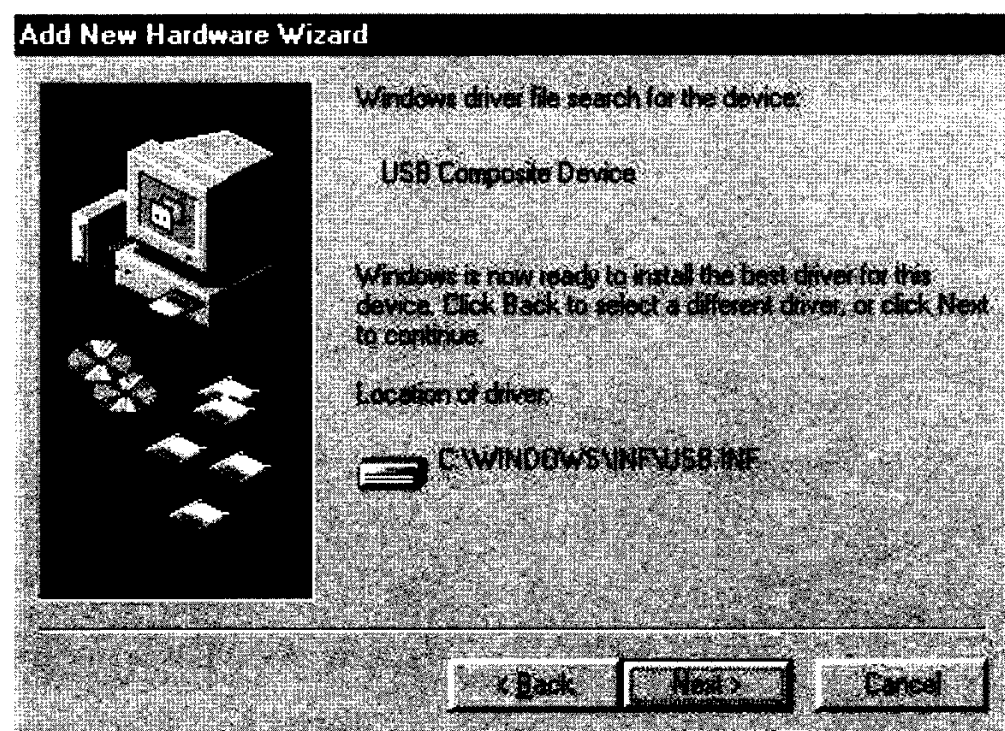 Add New Hardware Wizard
Windows driver file search for the device:
USB Composite Device
Windows is now ready to install the best driver for this
device. Click Back to select a different driver, or click Next
to continue.
Location of driver:
C:\WINDOWS\INF\USB.INF
< Back
Next >
Cancel